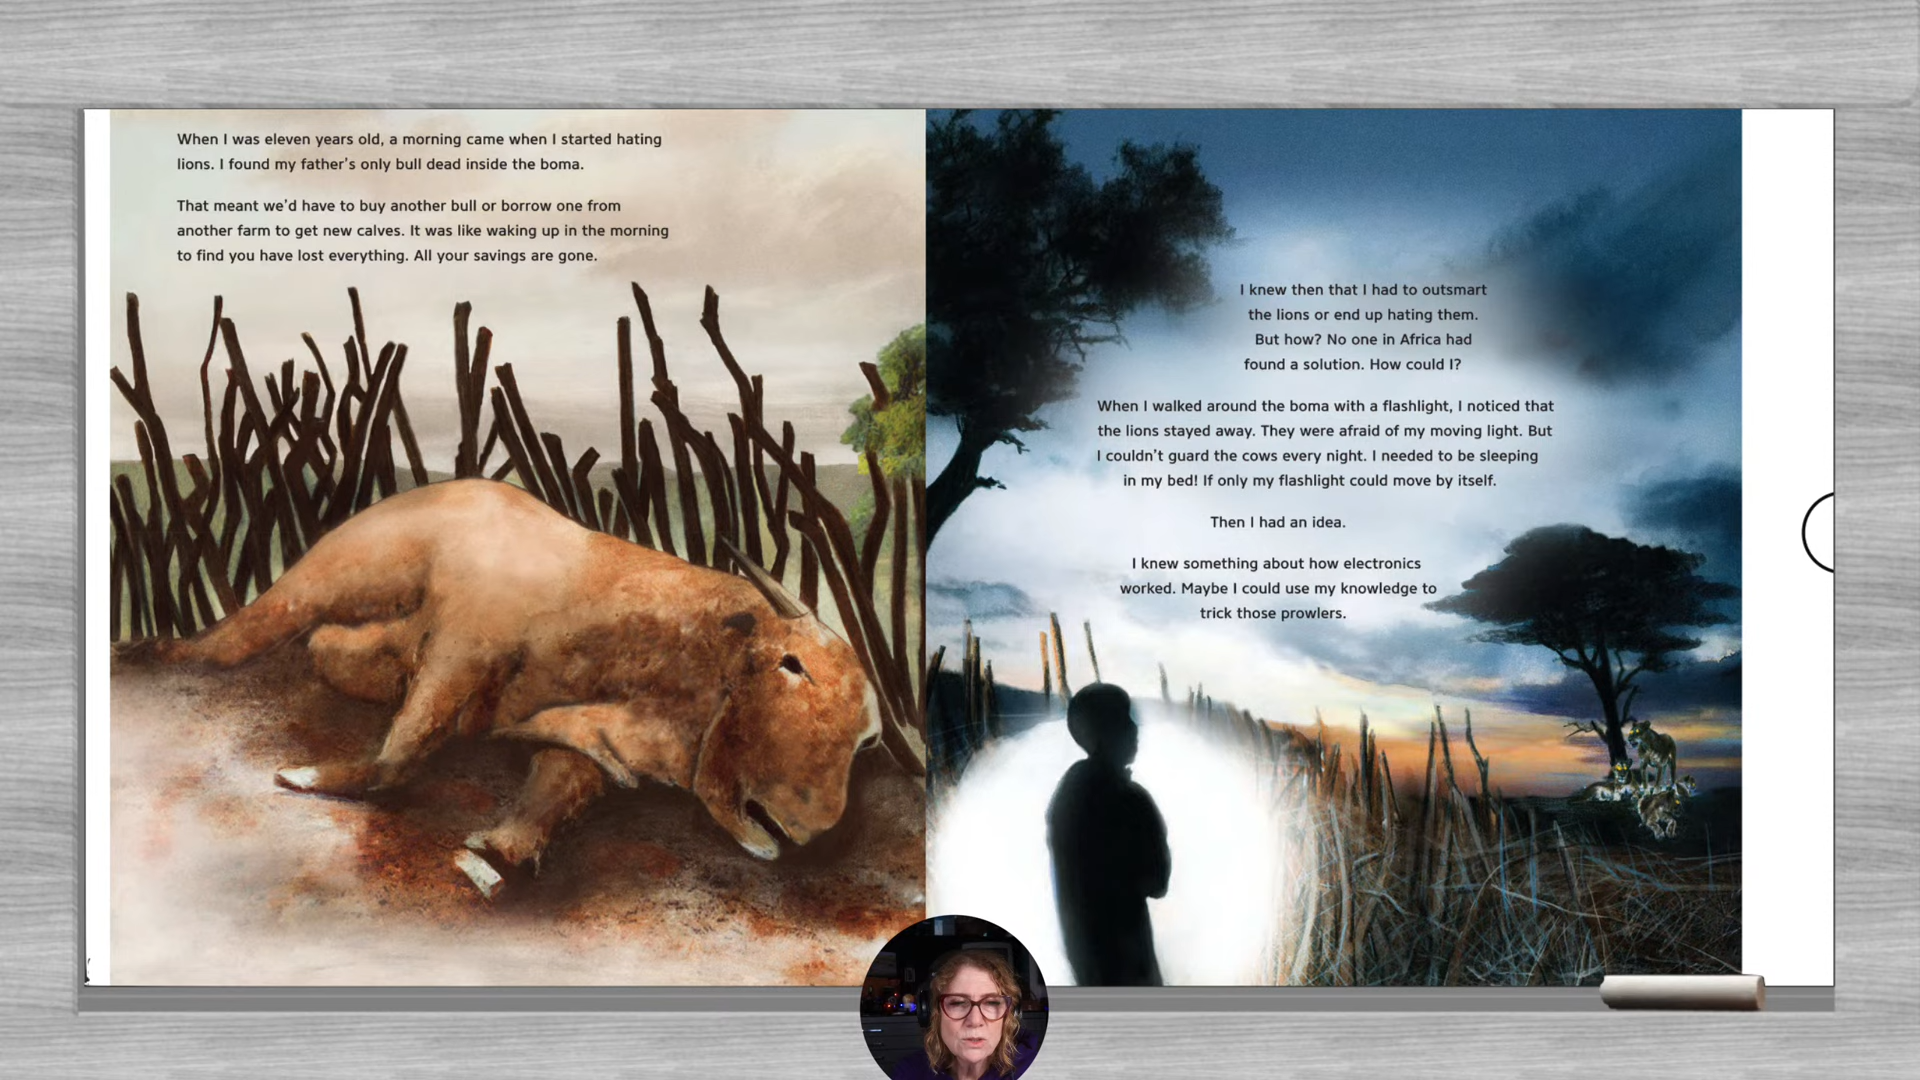 When I was eleven years old, a morning came when I started hating
lions. I found my father's only bull dead inside the boma.
That meant we'd have to buy another bull or borrow one from
another farm to get new calves. It was like waking up in the morning
to find you have lost everything. All your savings are gone.
I knew then that I had to outsmart
the lions or end up hating them.
But how? No one in Africa had
found a solution. How could I?
When I walked around the boma with a flashlight, I noticed that
the lions stayed away. They were afraid of my moving light. But
I couldn't guard the cows every night. I needed to be sleeping
in my bed! If only my flashlight could move by itself.
Then I had an idea.
I knew something about how electronics
worked. Maybe I could use my knowledge to
trick those prowlers.